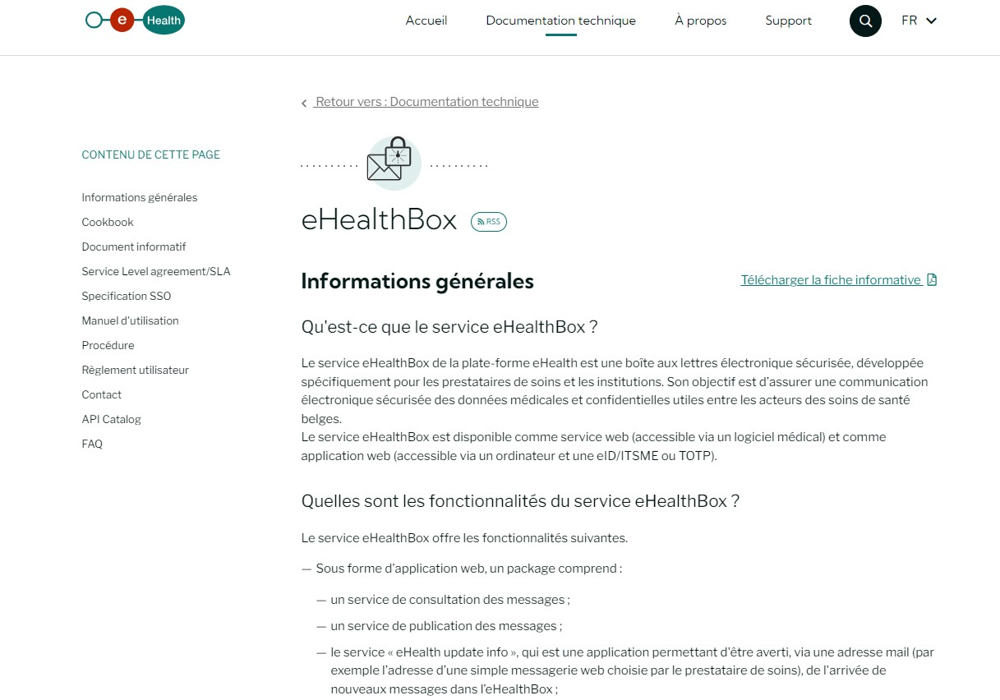 e Health
Accueil
Documentation technique
À propos
Support
FR
Retour vers : Documentation technique
CONTENU DE CETTE PAGE
Informations générales
Cookbook
Document informatif
Service Level agreement/SLA
Specification SSO
Manuel d'utilisation
Procédure
Règlement utilisateur
Contact
API Catalog
FAQ
eHealthBox
RSS
Informations générales
Télécharger la fiche informative
Qu'est-ce que le service eHealthBox ?
Le service eHealthBox de la plate-forme eHealth est une boîte aux lettres électronique sécurisée, développée
spécifiquement pour les prestataires de soins et les institutions. Son objectif est d’assurer une communication
électronique sécurisée des données médicales et confidentielles utiles entre les acteurs des soins de santé
belges.
Le service eHealthBox est disponible comme service web (accessible via un logiciel médical) et comme
application web (accessible via un ordinateur et une eID/ITSME ou TOTP).
Quelles sont les fonctionnalités du service eHealthBox ?
Le service eHealthBox offre les fonctionnalités suivantes.
— Sous forme d’application web, un package comprend :
— un service de consultation des messages ;
— un service de publication des messages ;
— le service « eHealth update info », qui est une application permettant d'être averti, via une adresse mail (par
exemple l’adresse d’une simple messagerie web choisie par le prestataire de soins), de l'arrivée de
nouveaux messages dans l’eHealthBox ;